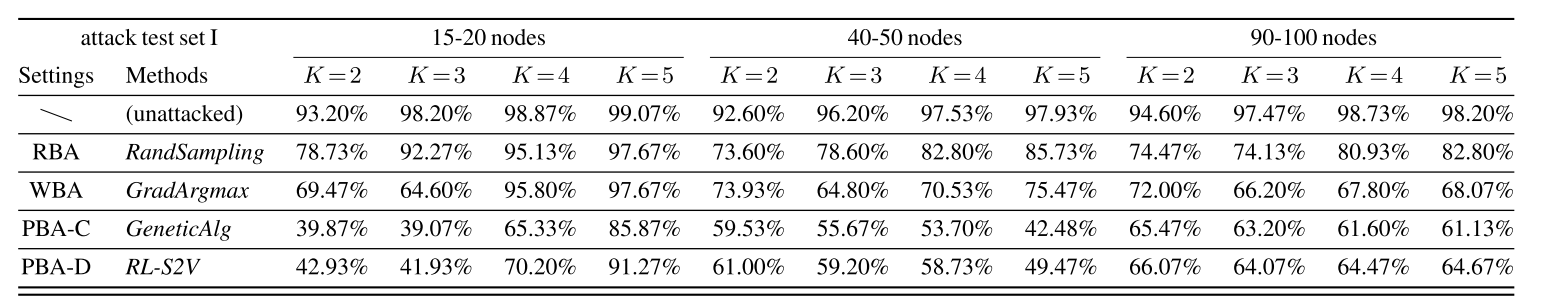 attack test set I 15-20 nodes 40-50 nodes 90-100 nodes
Settings Methods K = 2 K = 3 K = 4 K = 5 K = 2 K = 3 K = 4 K = 5 K = 2 K = 3 K = 4 K = 5
\ (unattacked) 93.20% 98.20% 98.87% 99.07% 92.60% 96.20% 97.53% 97.93% 94.60% 97.47% 98.73% 98.20%
RBA RandSampling 78.73% 92.27% 95.13% 97.67% 73.60% 78.60% 82.80% 85.73% 74.47% 74.13% 80.93% 82.80%
WBA GradArgmax 69.47% 64.60% 95.80% 97.67% 73.93% 64.80% 70.53% 75.47% 72.00% 66.20% 67.80% 68.07%
PBA-C GeneticAlg 39.87% 39.07% 65.33% 85.87% 59.53% 55.67% 53.70% 42.48% 65.47% 63.20% 61.60% 61.13%
PBA-D RL-S2V 42.93% 41.93% 70.20% 91.27% 61.00% 59.20% 58.73% 49.47% 66.07% 64.07% 64.47% 64.67%